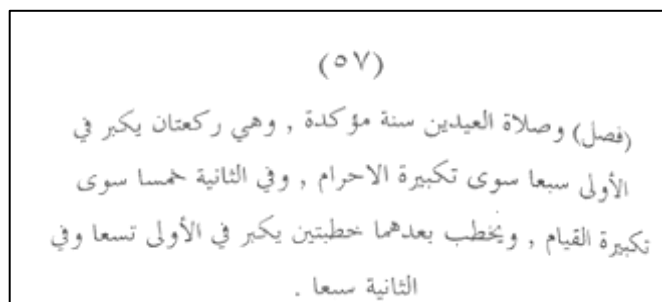 (٥٧)
(فصل) وصلاة العيدين سنة مؤكدة , وهي ركعتان يكبر في
الأولى سبعا سوى تكبيرة الاحرام , وفي الثانية خمسا سوى
تكبيرة القيام , ويخطب بعدهما خطبتين يكبر في الأولى تسعا وفي
الثانية سبعا .